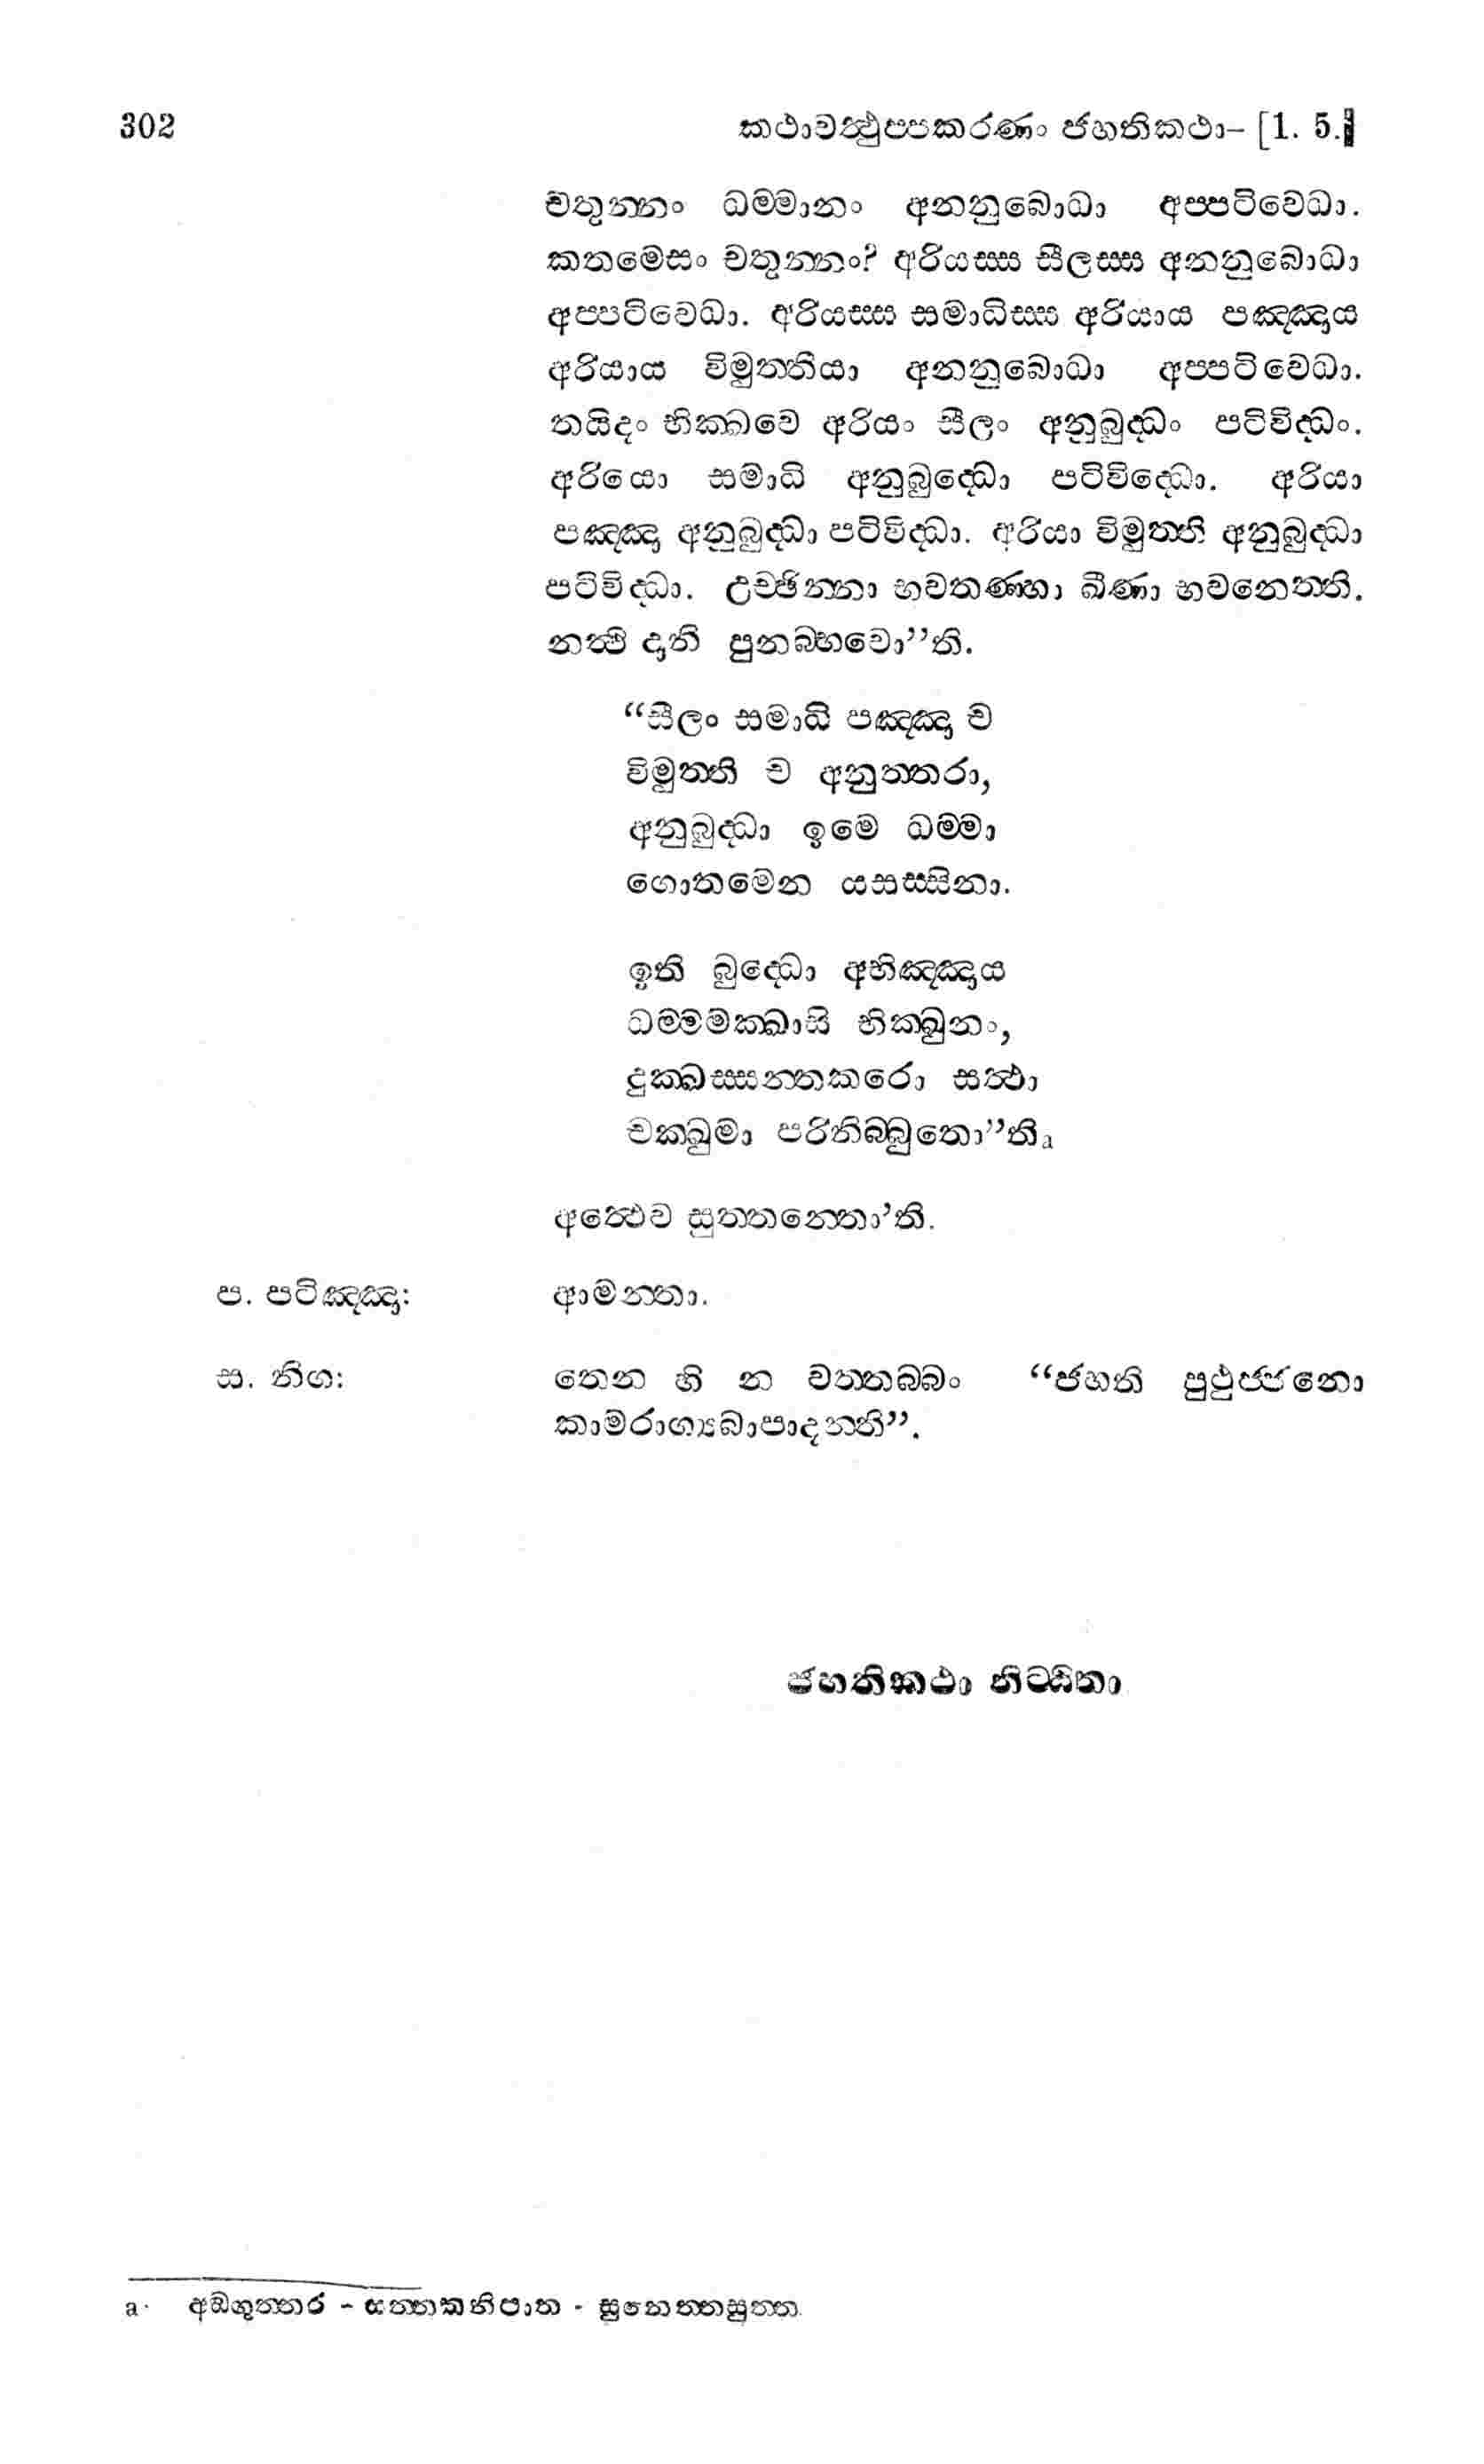 302 කථාවත්ථුප්පකරණං ජහතිකථා– [1. 5.
චතුන්නං ධම්මානං අනනුබොධා අප්පටිවෙධා.
කතමෙසං චතුන්නං? අරියස්ස සීලස්ස අනනුබොධා
අප්පටිවෙධා. අරියස්ස සමාධිස්ස අරියාය පඤ්ඤාය
අරියාය විමුත්තියා අනනුබොධා අප්පටිවෙධා.
තයිදං භික්ඛවෙ අරියං සීලං අනුබුද්ධං පටිවිද්ධං.
අරියො සමාධි අනුබුද්ධො පටිවිද්ධො. අරියා
පඤ්ඤා අනුබුද්ධා පටිවිද්ධා. අරියා විමුත්ති අනුබුද්ධා
පටිවිද්ධා. උච්ඡින්නා භවතණ්හා ඛීණා භවනෙත්ති.
නත්ථි දානි පුනබ්භවො”ති.
“සීලං සමාධි පඤ්ඤා ච
විමුත්ති ච අනුත්තරා,
අනුබුද්ධා ඉමෙ ධම්මා
ගොතමෙන යසස්සිනා.
ඉති බුද්ධො අභිඤ්ඤාය
ධම්මමක්ඛාසි භික්ඛුනං,
දුක්ඛස්සන්තකරො සත්ථා
චක්ඛුමා පරිනිබ්බුතො”තිa
අත්ථෙව සුත්තන්තො’ති.
ප. පටිඤ්ඤා: ආමන්තා.
ස. නිග: තෙන හි න වත්තබ්බං “ජහති පුථුජ්ජනො
කාමරාගබ්‍යාපාදන්ති”.
ජහතිකථා නිට්ඨිතා
a· අඞ්ගුත්තර - සත්තකනිපාත - සුනෙත්තසුත්ත